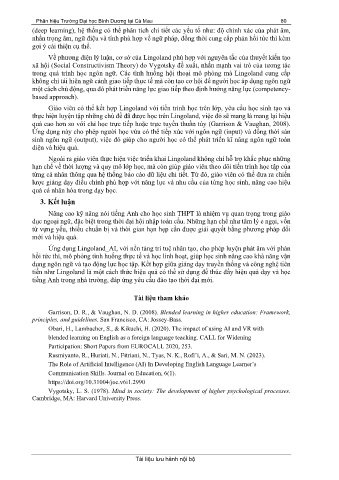 Phân hiệu Trường Đại học Bình Dương tại Cà Mau 80
(deep learning), hệ thống có thể phân tích chi tiết các yếu tố như: độ chính xác của phát âm,
nhấn trọng âm, ngữ điệu và tính phù hợp về ngữ pháp, đồng thời cung cấp phản hồi tức thì kèm
gợi ý cải thiện cụ thể.
Về phương diện lý luận, cơ sở của Lingoland phù hợp với nguyên tắc của thuyết kiến tạo
xã hội (Social Constructivism Theory) do Vygotsky đề xuất, nhấn mạnh vai trò của tương tác
trong quá trình học ngôn ngữ. Các tình huống hội thoại mô phỏng mà Lingoland cung cấp
không chỉ tái hiện ngữ cảnh giao tiếp thực tế mà còn tạo cơ hội để người học áp dụng ngôn ngữ
một cách chủ động, qua đó phát triển năng lực giao tiếp theo định hướng năng lực (competency-
based approach).
Giáo viên có thể kết hợp Lingoland với tiến trình học trên lớp, yêu cầu học sinh tạo và
thực hiện luyện tập những chủ đề đã được học trên Lingoland, việc đó sẽ mang lả mang lại hiệu
quả cao hơn so với chỉ học trực tiếp hoặc trực tuyến thuần túy (Garrison & Vaughan, 2008).
Ứng dụng này cho phép người học vừa có thể tiếp xúc với ngôn ngữ (input) và đồng thời sản
sinh ngôn ngữ (output), việc đó giúp cho người học có thể phát triển kĩ năng ngôn ngữ toàn
diện và hiệu quả.
Ngoài ra giáo viên thực hiện việc triển khai Lingoland không chỉ hỗ trợ khắc phục những
hạn chế về thời lượng và quy mô lớp học, mà còn giúp giáo viên theo dõi tiến trình học tập của
từng cá nhân thông qua hệ thống báo cáo dữ liệu chi tiết. Từ đó, giáo viên có thể đưa ra chiến
lược giảng dạy điều chỉnh phù hợp với năng lực và nhu cầu của từng học sinh, nâng cao hiệu
quả cá nhân hóa trong dạy học.
3. Kết luận
Nâng cao kỹ năng nói tiếng Anh cho học sinh THPT là nhiệm vụ quan trọng trong giáo
dục ngoại ngữ, đặc biệt trong thời đại hội nhập toàn cầu. Những hạn chế như tâm lý e ngại, vốn
từ vựng yếu, thiếu chuẩn bị và thời gian hạn hẹp cần được giải quyết bằng phương pháp đổi
mới và hiệu quả.
Ứng dụng Lingoland_AI, với nền tảng trí tuệ nhân tạo, cho phép luyện phát âm với phản
hồi tức thì, mô phỏng tình huống thực tế và học linh hoạt, giúp học sinh nâng cao khả năng vận
dụng ngôn ngữ và tạo động lực học tập. Kết hợp giữa giảng dạy truyền thống và công nghệ tiên
tiến như Lingoland là một cách thức hiệu quả có thể sử dụng để thúc đẩy hiệu quả dạy và học
tiếng Anh trong nhà trường, đáp ứng yêu cầu đào tạo thời đại mới.
Tài liệu tham khảo
Garrison, D. R., & Vaughan, N. D. (2008). Blended learning in higher education: Framework,
principles, and guidelines. San Francisco, CA: Jossey-Bass.
Obari, H., Lambacher, S., & Kikuchi, H. (2020). The impact of using AI and VR with
blended learning on English as a foreign language teaching. CALL for Widening
Participation: Short Papers from EUROCALL 2020, 253.
Rusmiyanto, R., Huriati, N., Fitriani, N., Tyas, N. K., Rofi'i, A., & Sari, M. N. (2023).
The Role of Artificial Intelligence (AI) In Developing English Language Learner's
Communication Skills. Journal on Education, 6(1).
https://doi.org/10.31004/joe.v6i1.2990
Vygotsky, L. S. (1978). Mind in society: The development of higher psychological processes.
Cambridge, MA: Harvard University Press.
Tài liệu lưu hành nội bộ